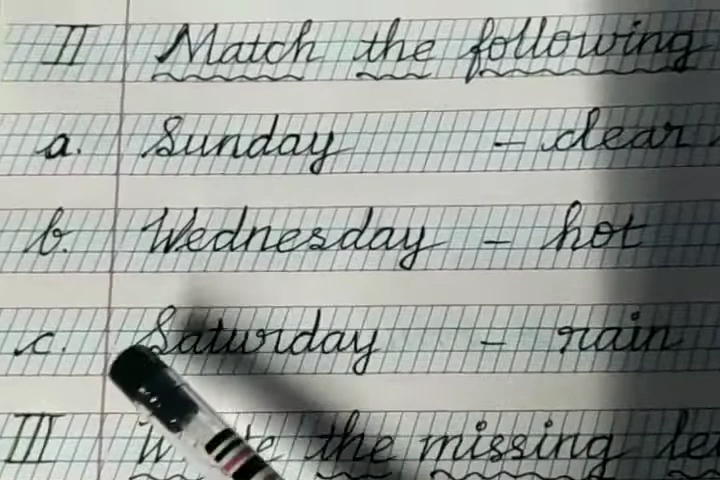 II Match the following
a. Sunday - clear
b. Wednesday - hot
c. Saturday - rain
III the missing